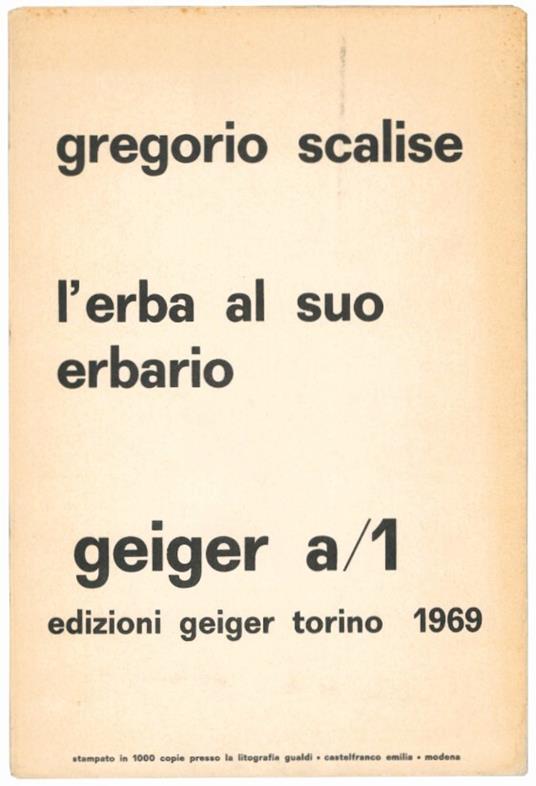 gregorio scalise
l'erba al suo
erbario
geiger a/1
edizioni geiger torino 1969
stampato in 1000 copie presso la litografia gualdi • castelfranco emilia • modena